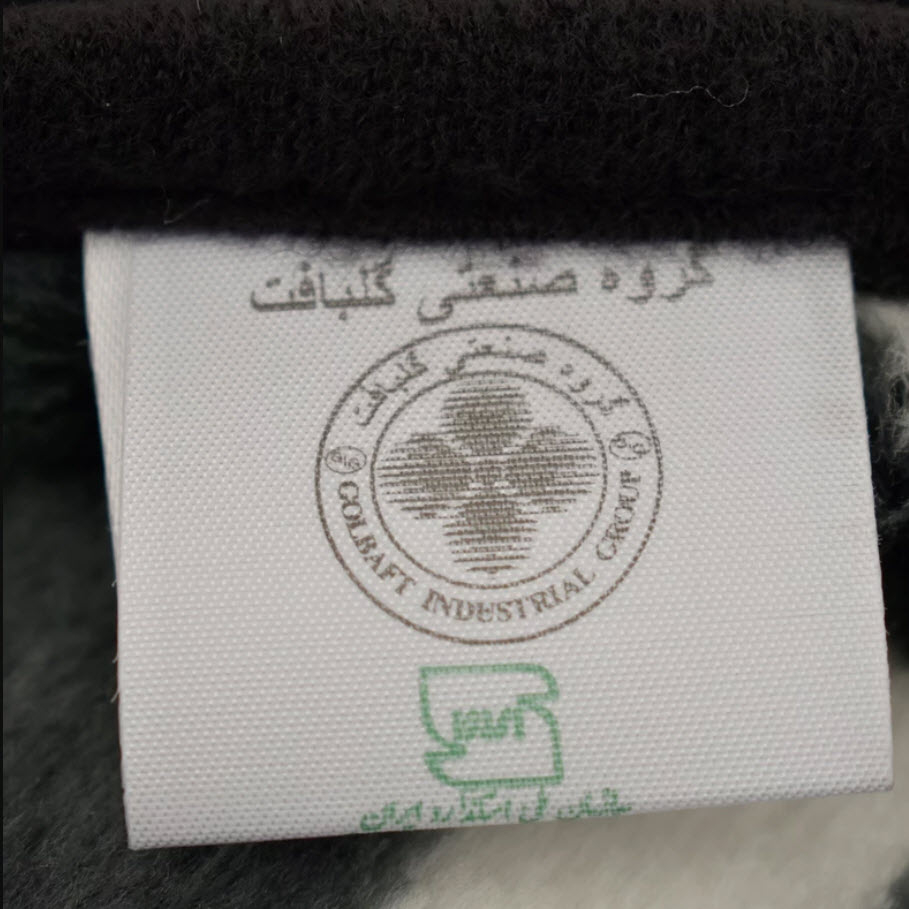 گروه صنعتی گلبافت
گروه صنعتی گلبافت
GOLBAFT INDUSTRIAL GROUP
سازمان ملی استاندارد ایران